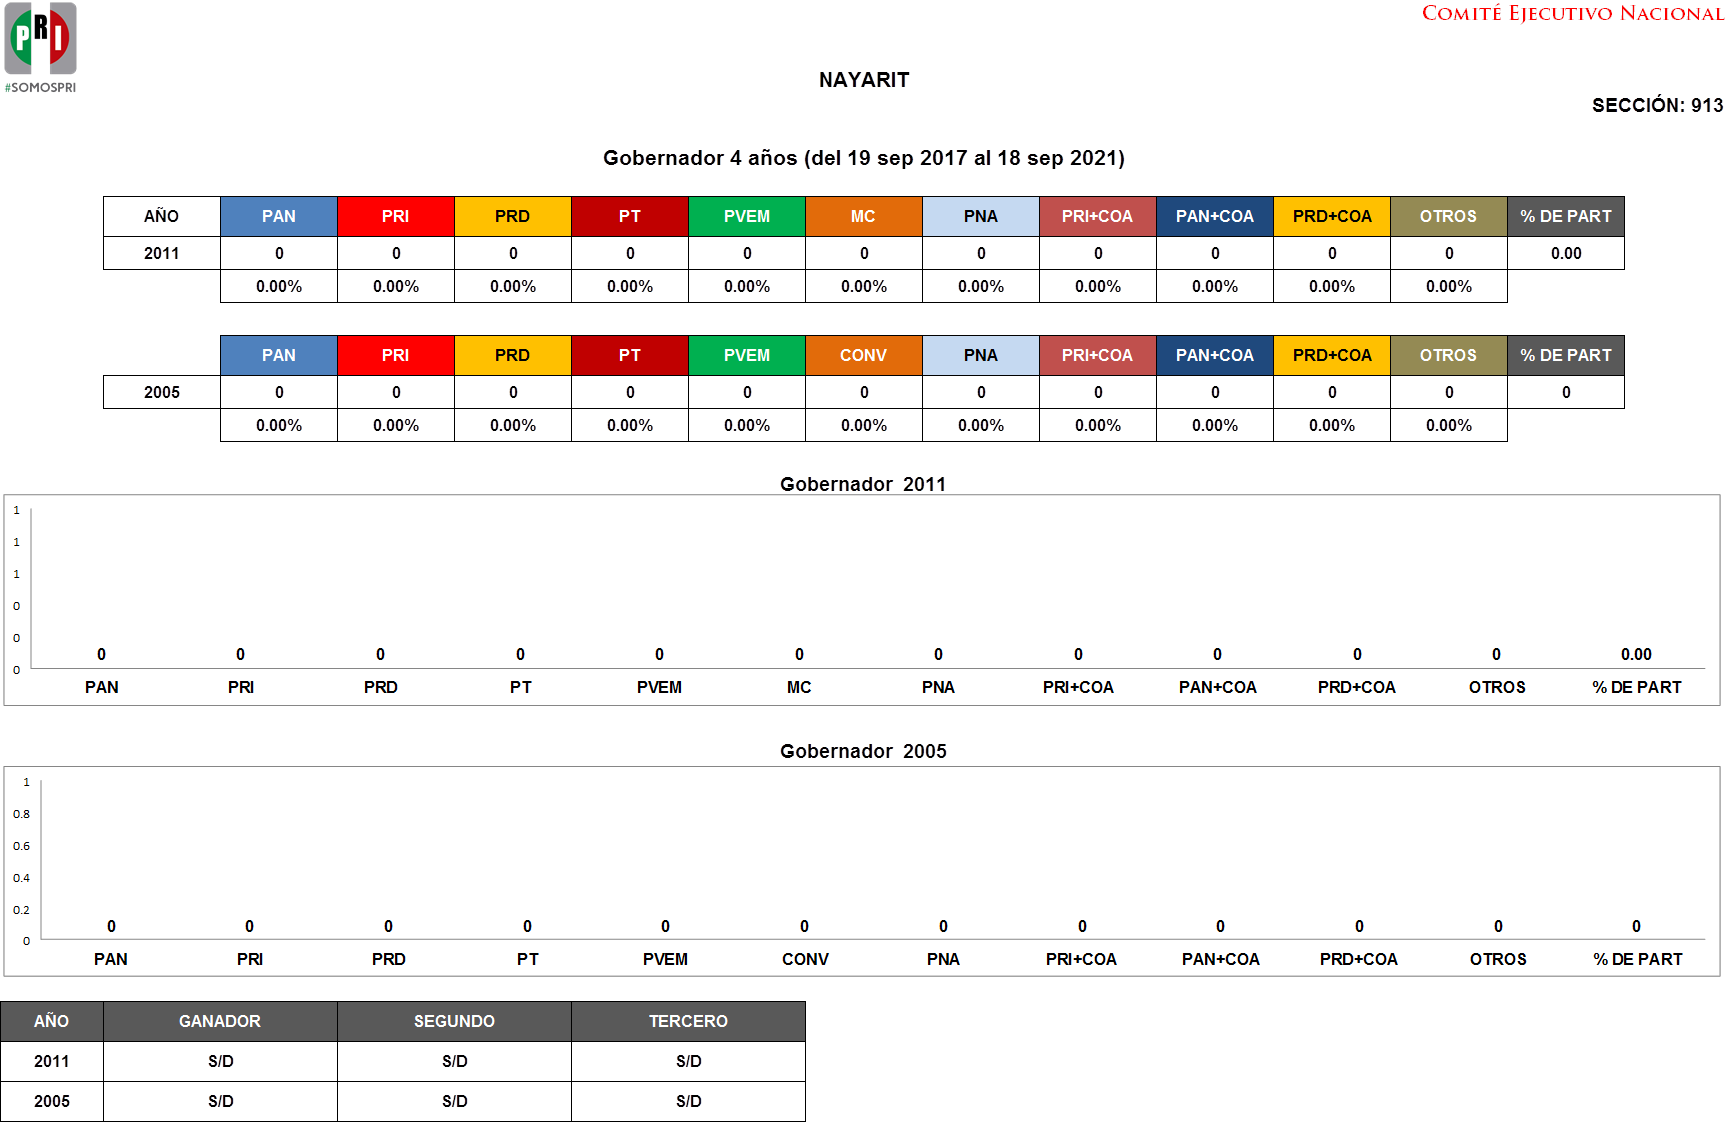 PRI
#SOMOSPRI
COMITÉ EJECUTIVO NACIONAL
NAYARIT
SECCIÓN: 913
Gobernador 4 años (del 19 sep 2017 al 18 sep 2021)
AÑO PAN PRI PRD PT PVEM MC PNA PRI+COA PAN+COA PRD+COA OTROS % DE PART
2011 0 0 0 0 0 0 0 0 0 0 0 0.00
0.00% 0.00% 0.00% 0.00% 0.00% 0.00% 0.00% 0.00% 0.00% 0.00% 0.00%
PAN PRI PRD PT PVEM CONV PNA PRI+COA PAN+COA PRD+COA OTROS % DE PART
2005 0 0 0 0 0 0 0 0 0 0 0 0
0.00% 0.00% 0.00% 0.00% 0.00% 0.00% 0.00% 0.00% 0.00% 0.00% 0.00%
Gobernador 2011
1
1
1
0
0
0
0 0 0 0 0 0 0 0 0 0 0 0.00
PAN PRI PRD PT PVEM MC PNA PRI+COA PAN+COA PRD+COA OTROS % DE PART
Gobernador 2005
1
0.8
0.6
0.4
0.2
0
0 0 0 0 0 0 0 0 0 0 0 0
PAN PRI PRD PT PVEM CONV PNA PRI+COA PAN+COA PRD+COA OTROS % DE PART
AÑO GANADOR SEGUNDO TERCERO
2011 S/D S/D S/D
2005 S/D S/D S/D